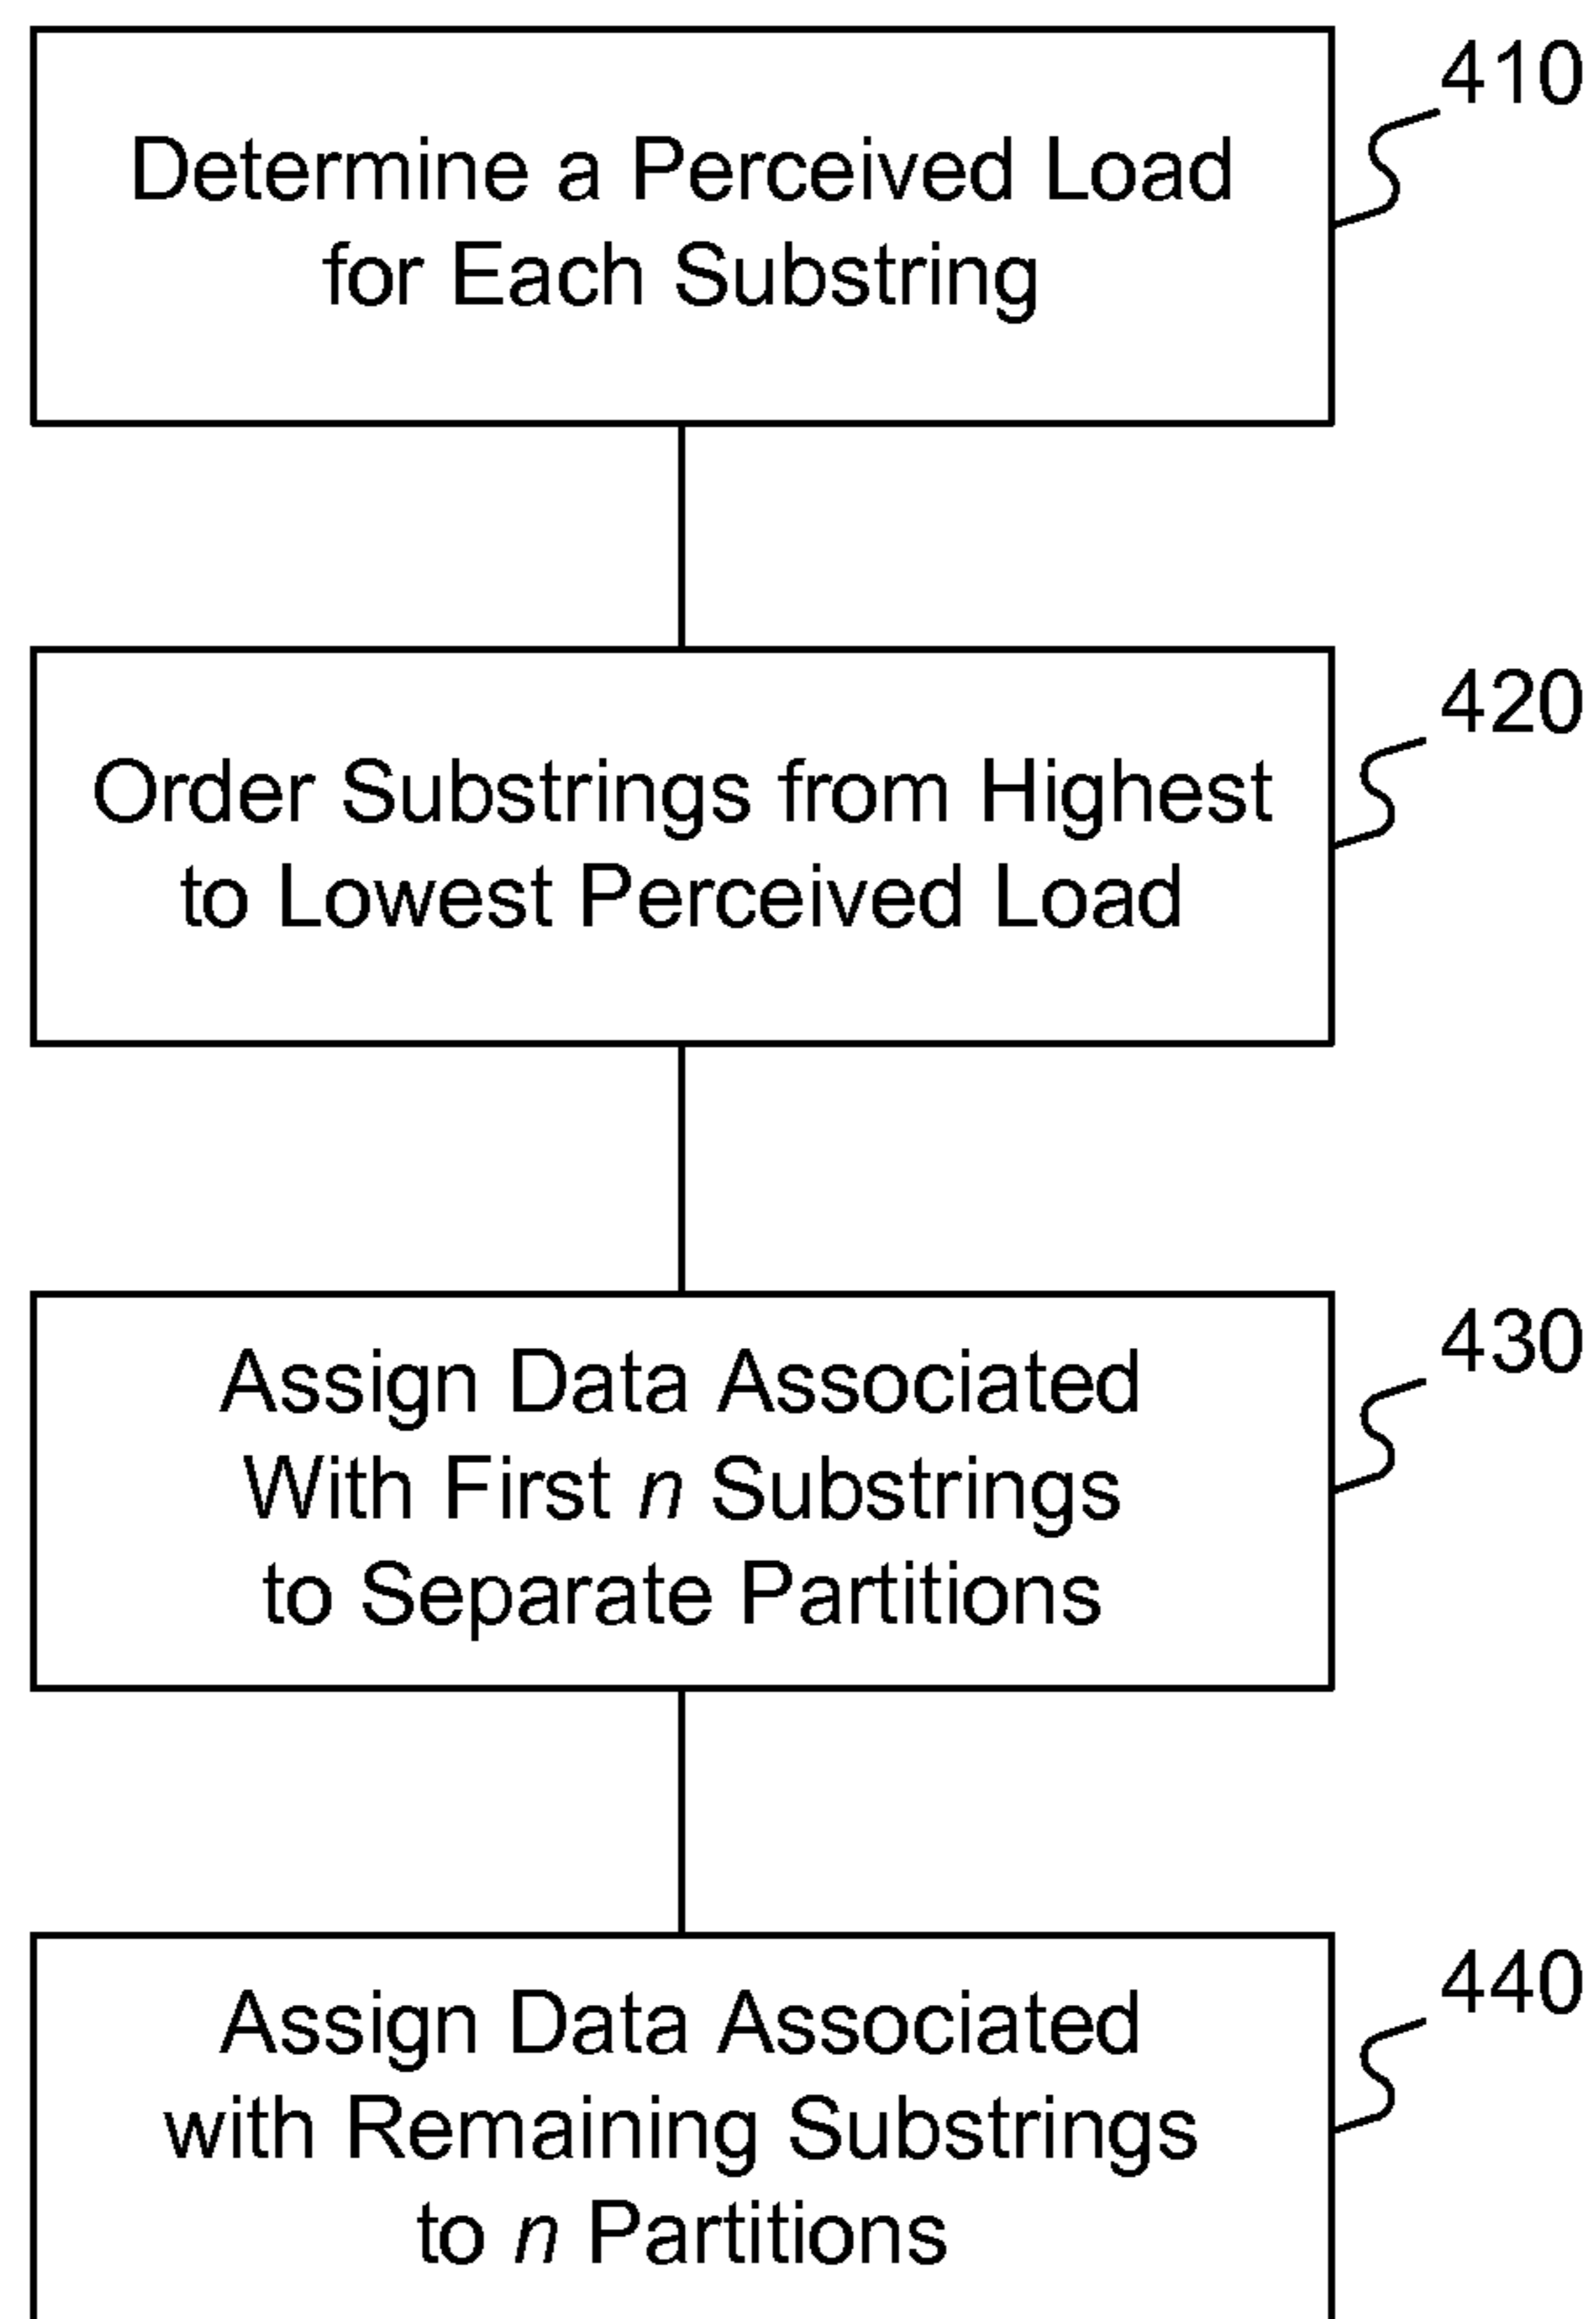 410
Determine a Perceived Load
for Each Substring
420
Order Substrings from Highest
to Lowest Perceived Load
430
Assign Data Associated
With First n Substrings
to Separate Partitions
440
Assign Data Associated
with Remaining Substrings
to n Partitions